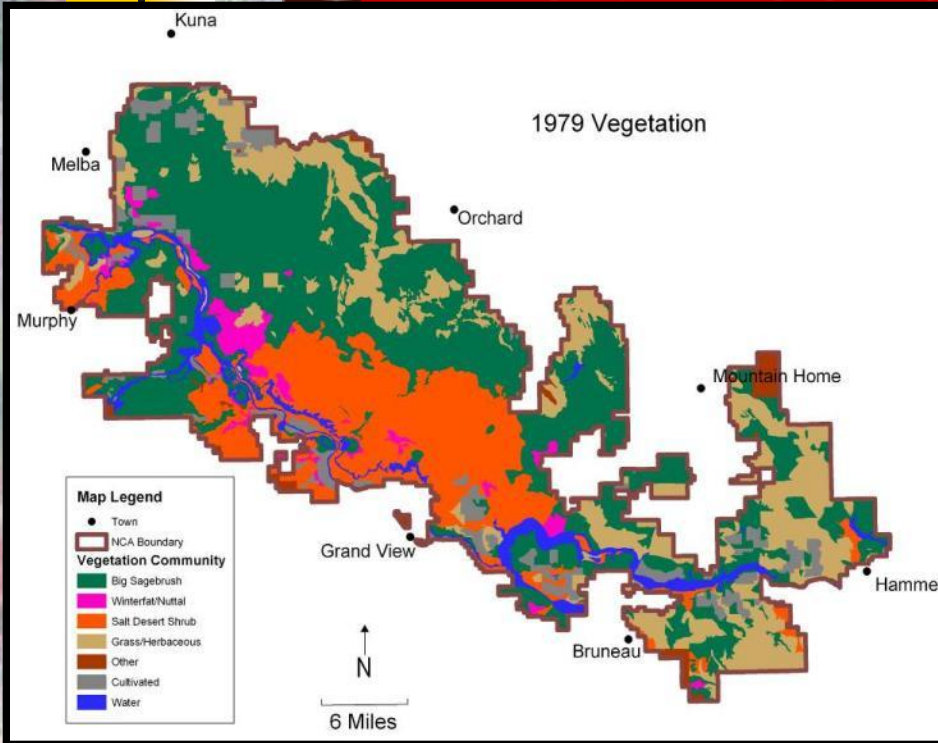 Kuna
1979 Vegetation
Melba
Orchard
Murphy
Mountain Home
Map Legend
Town
NCA Boundary
Vegetation Community
Big Sagebrush
Winterfat/Nuttal
Salt Desert Shrub
Grass/Herbaceous
Other
Cultivated
Water
Grand View
Hamme
Bruneau
N
6 Miles